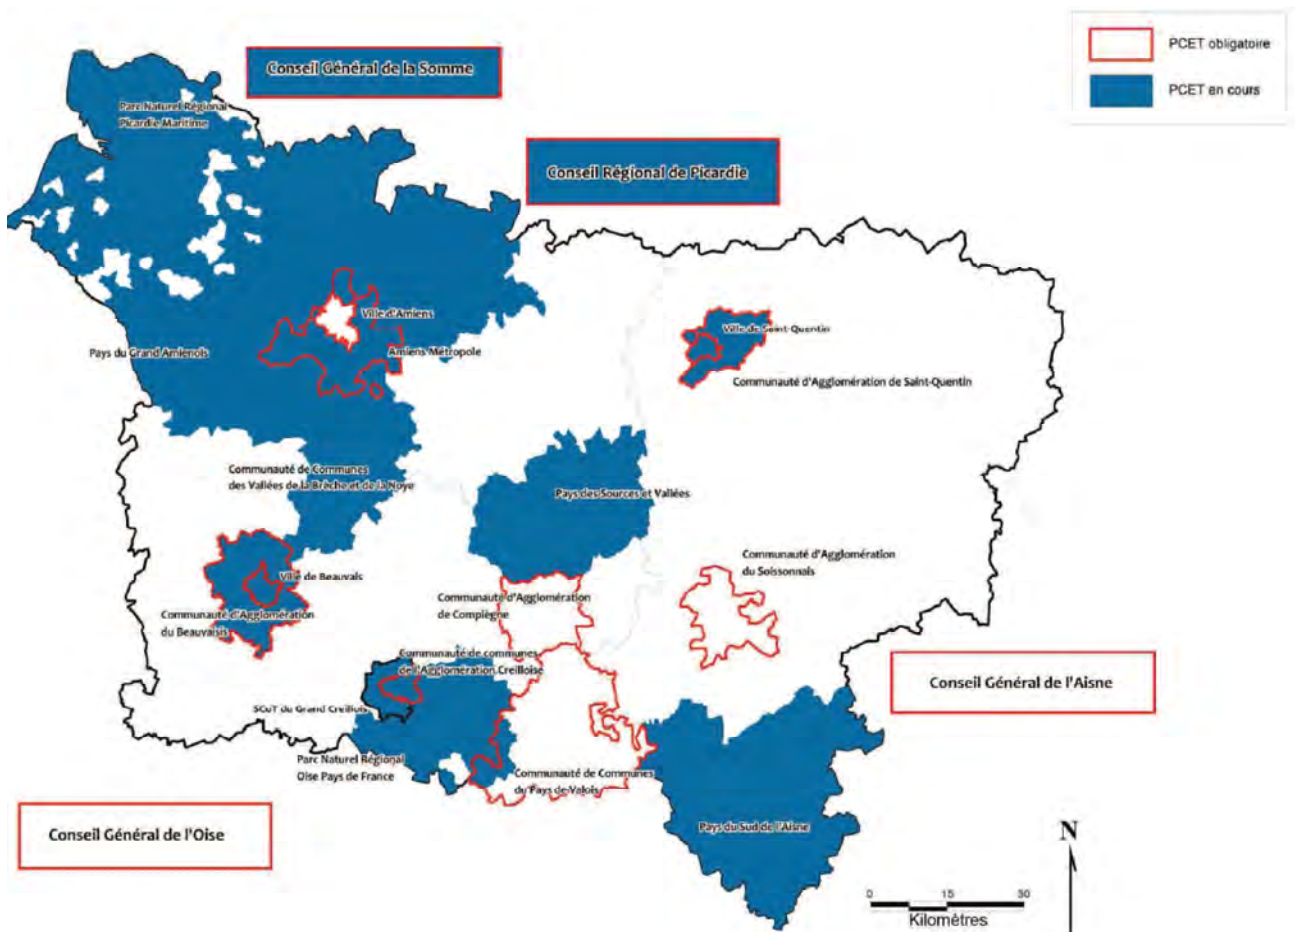 PCET obligatoire
PCET en cours
Conseil Général de la Somme
Parc Naturel Régional
Picardie Maritime
Conseil Régional de Picardie
Ville d'Amiens
Pays du Grand Amienois
Amiens Métropole
Ville de Saint-Quentin
Communauté d'Agglomération de Saint-Quentin
Communauté de Communes
des Vallées de la Brèche et de la Noye
Pays des Sources et Vallées
Communauté d'Agglomération
du Soissonnais
Ville de Beauvais
Communauté d'Agglomération
du Beauvaisis
Communauté d'Agglomération
de Compiègne
Communauté de communes
de l'Agglomération Creilloise
SCoT du Grand Creillois
Conseil Général de l'Aisne
Parc Naturel Régional
Oise Pays de France
Communauté de Communes
du Pays de Valois
Pays du Sud de l'Aisne
Conseil Général de l'Oise
N
0 15 30
Kilomètres